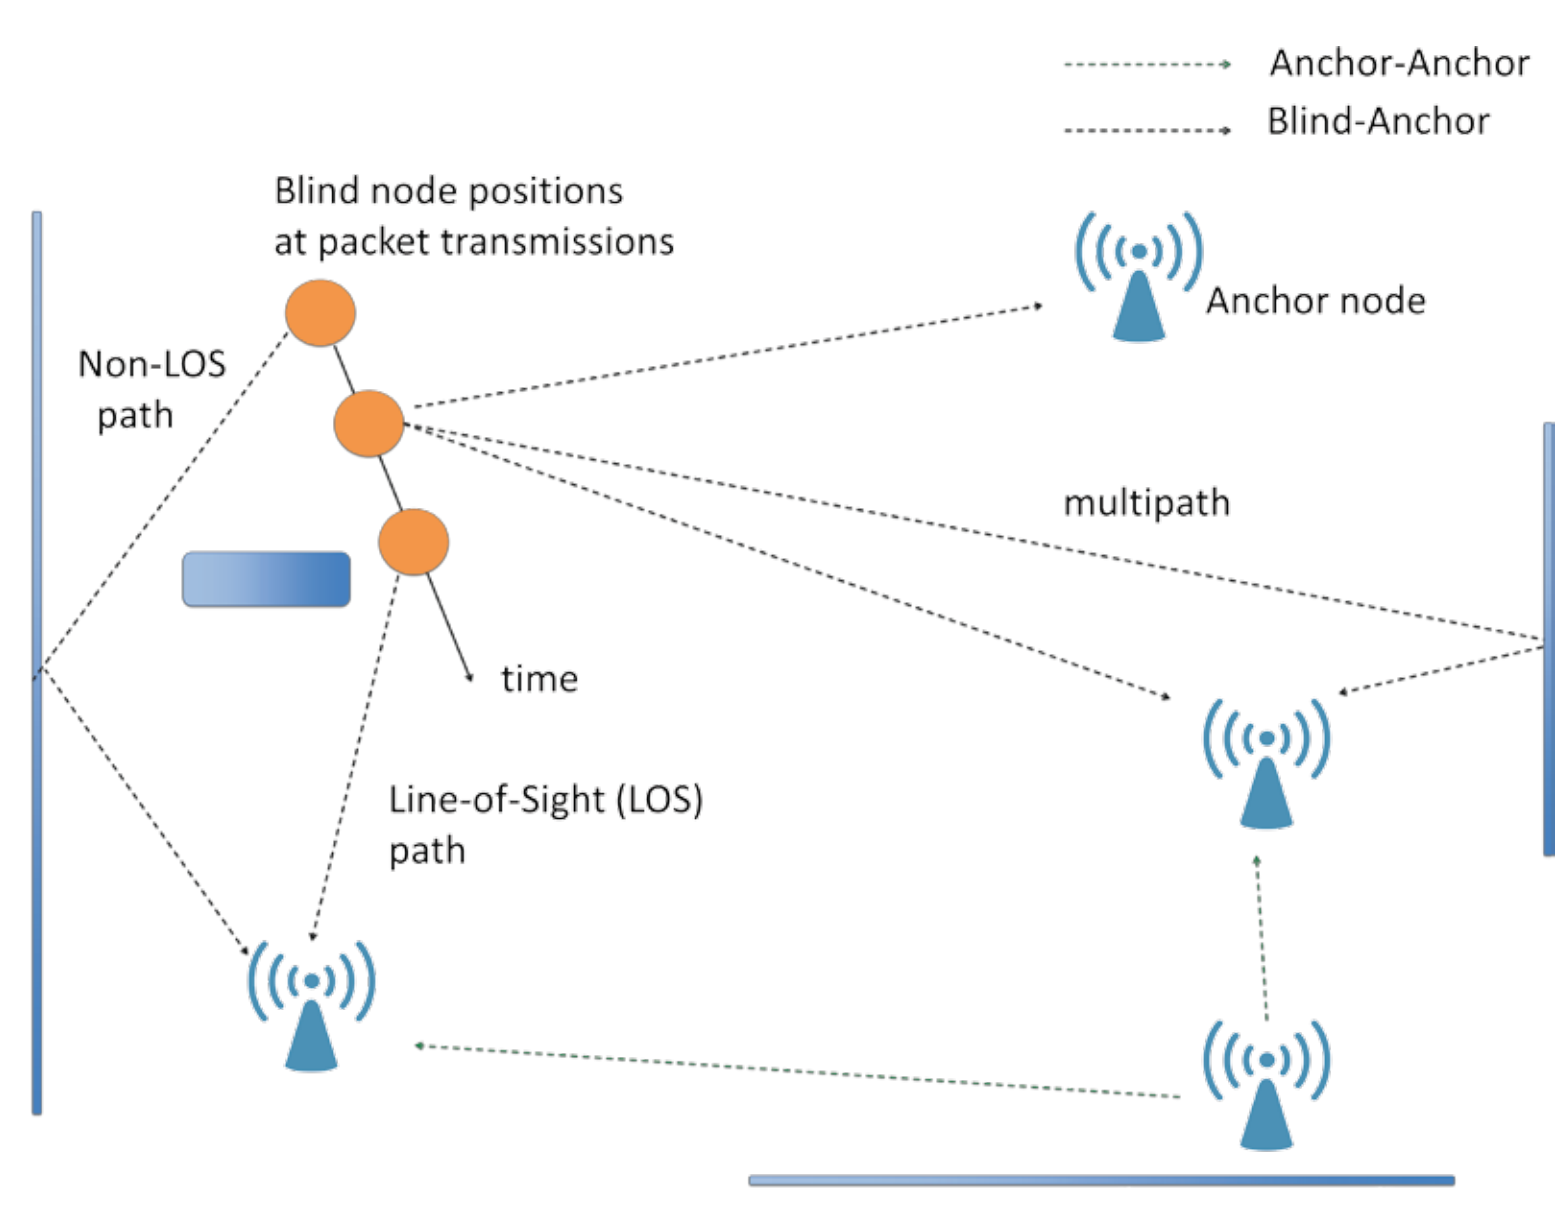 Anchor-Anchor
Blind-Anchor
Blind node positions
at packet transmissions
Anchor node
Non-LOS
path
multipath
time
Line-of-Sight (LOS)
path